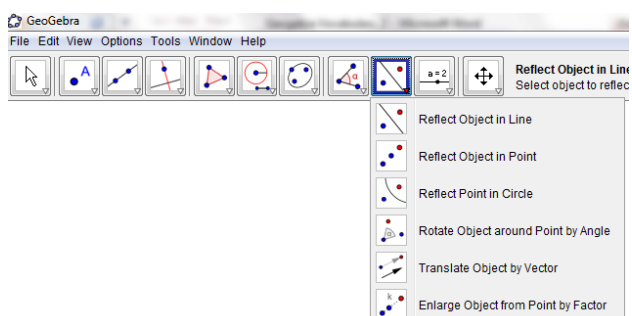 GeoGebra
File Edit View Options Tools Window Help
A
α
a = 2
Reflect Object in Line
Select object to reflec
Reflect Object in Line
Reflect Object in Point
Reflect Point in Circle
α
Rotate Object around Point by Angle
Translate Object by Vector
k
Enlarge Object from Point by Factor